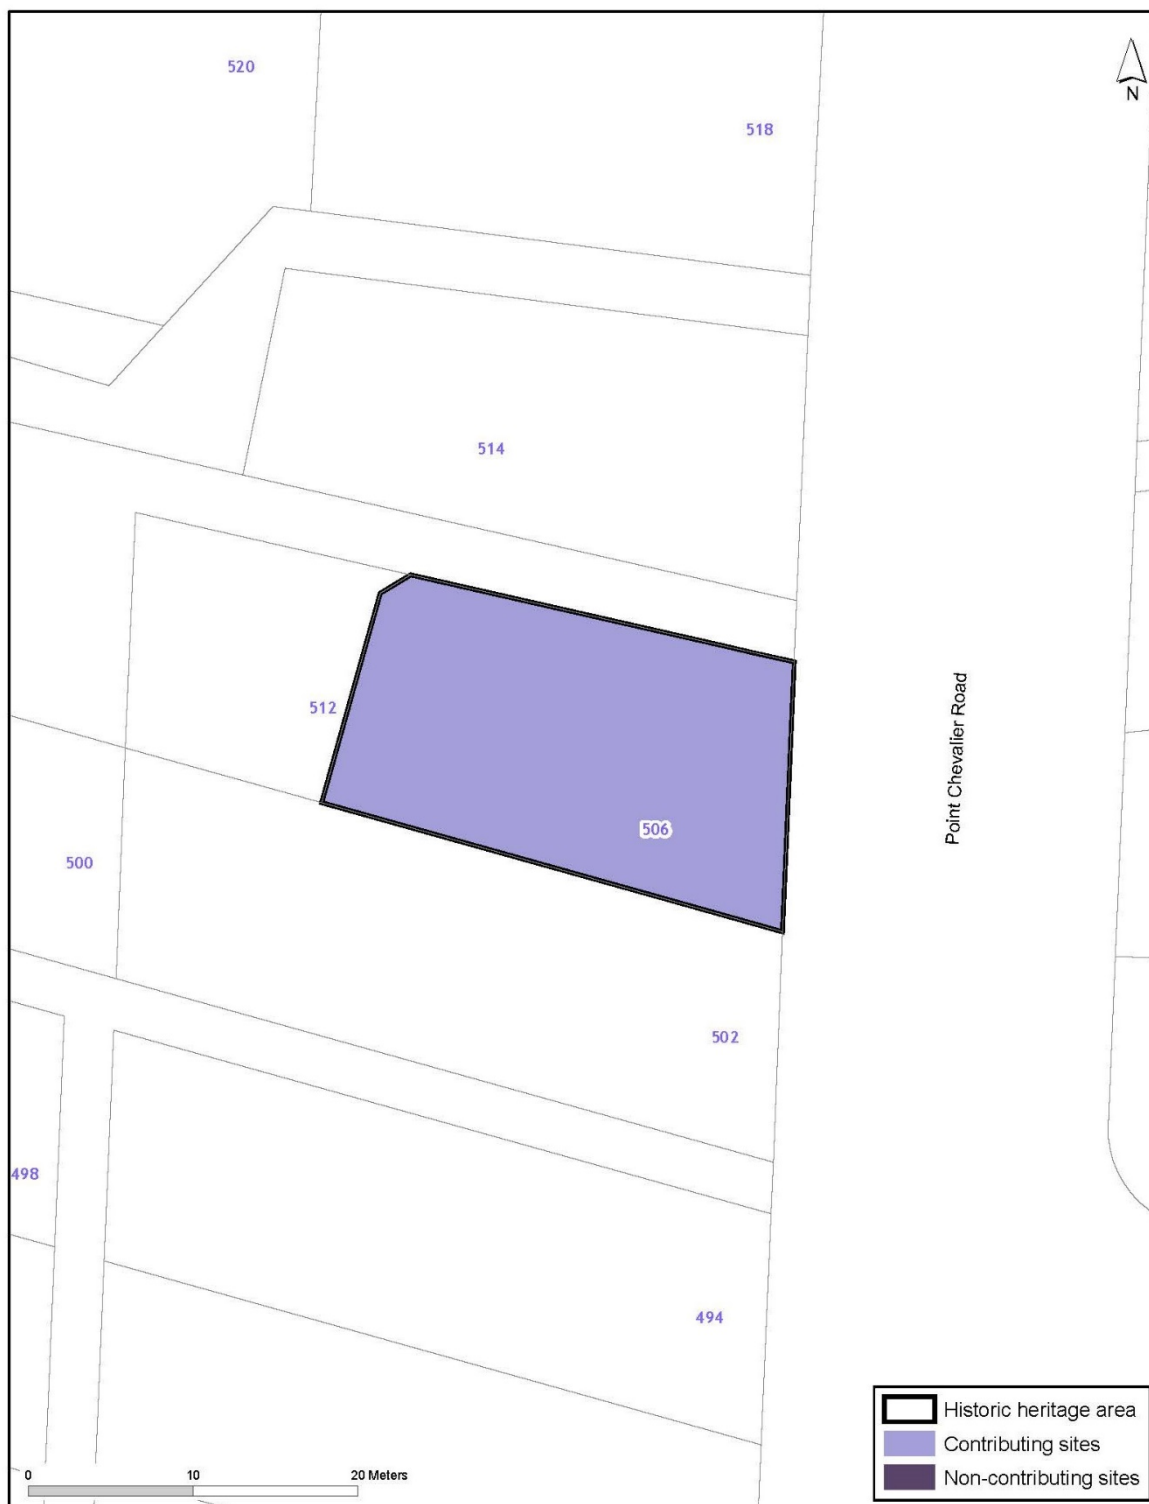 520
518
N
514
512
506
Point Chevalier Road
500
502
498
494
Historic heritage area
Contributing sites
Non-contributing sites
0 10 20 Meters